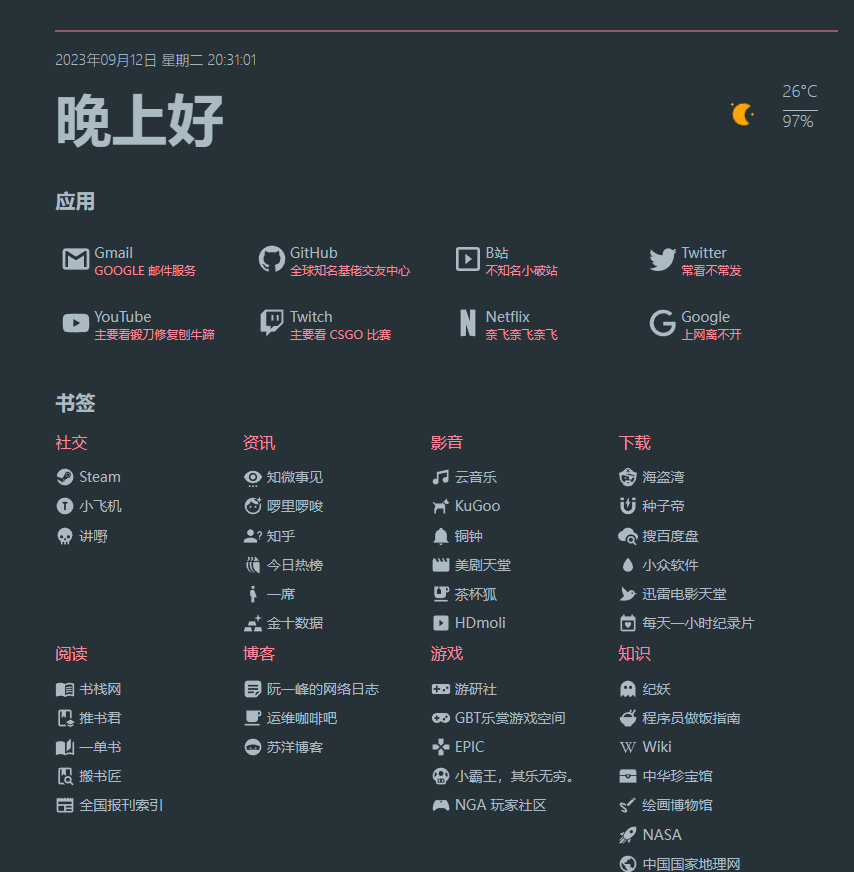 2023年09月12日 星期二 20:31:01
晚上好
26°C
97%
应用
Gmail
GOOGLE 邮件服务
GitHub
全球知名基佬交友中心
B站
不知名小破站
Twitter
常看不常发
YouTube
主要看锻刀修复刨牛蹄
Twitch
主要看 CSGO 比赛
Netflix
奈飞奈飞奈飞
Google
上网离不开
书签
社交
Steam
小飞机
讲嘢
资讯
知微事见
啰里啰唆
知乎
今日热榜
一席
金十数据
影音
云音乐
KuGoo
铜钟
美剧天堂
茶杯狐
HDmoli
下载
海盗湾
种子帝
搜百度盘
小众软件
迅雷电影天堂
每天一小时纪录片
阅读
书栈网
推书君
一单书
搬书匠
全国报刊索引
博客
阮一峰的网络日志
运维咖啡吧
苏洋博客
游戏
游研社
GBT乐赏游戏空间
EPIC
小霸王，其乐无穷。
NGA 玩家社区
知识
纪妖
程序员做饭指南
Wiki
中华珍宝馆
绘画博物馆
NASA
中国国家地理网